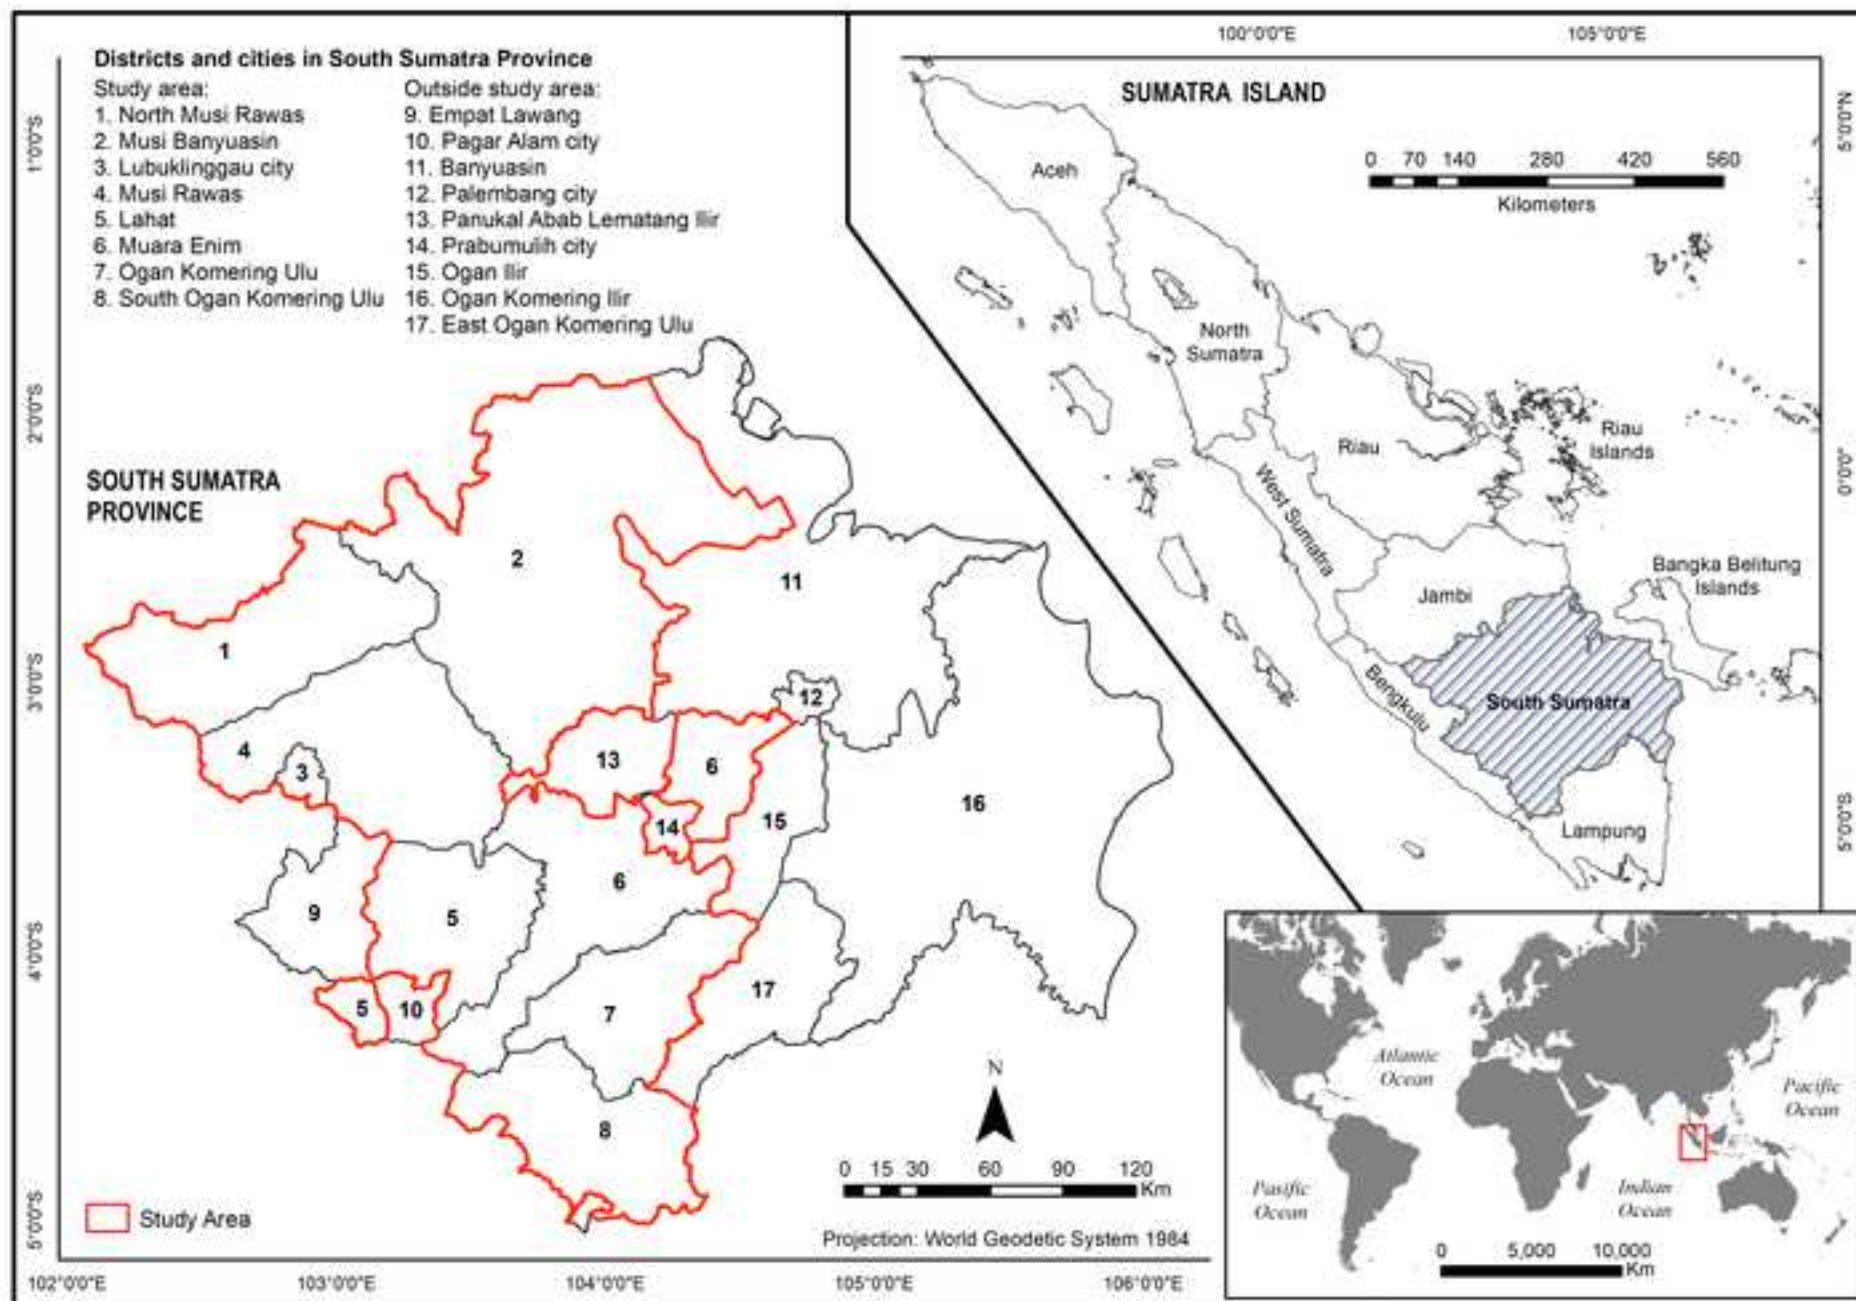 Districts and cities in South Sumatra Province
Study area:
1. North Musi Rawas
2. Musi Banyuasin
3. Lubuklinggau city
4. Musi Rawas
5. Lahat
6. Muara Enim
7. Ogan Komering Ulu
8. South Ogan Komering Ulu
Outside study area:
9. Empat Lawang
10. Pagar Alam city
11. Banyuasin
12. Palembang city
13. Panukal Abab Lematang Ilir
14. Prabumulih city
15. Ogan Ilir
16. Ogan Komering Ilir
17. East Ogan Komering Ulu
SOUTH SUMATRA
PROVINCE
1
2
11
12
4
3
13
6
14
15
16
6
9
5
5
10
7
17
8
N
0 15 30 60 90 120
Km
Projection: World Geodetic System 1984
Study Area
1°0'0"S
2°0'0"S
3°0'0"S
4°0'0"S
5°0'0"S
102°0'0"E 103°0'0"E 104°0'0"E 105°0'0"E 106°0'0"E
100°0'0"E 105°0'0"E
SUMATRA ISLAND
0 70 140 280 420 560
Kilometers
5°0'0"N
0°0'0"
5°0'0"S
Aceh
North
Sumatra
Riau
Riau
Islands
West Sumatra
Jambi
Bangka Belitung
Islands
Bengkulu
South Sumatra
Lampung
Atlantic
Ocean
Pacific
Ocean
Pasific
Ocean
Indian
Ocean
0 5,000 10,000
Km